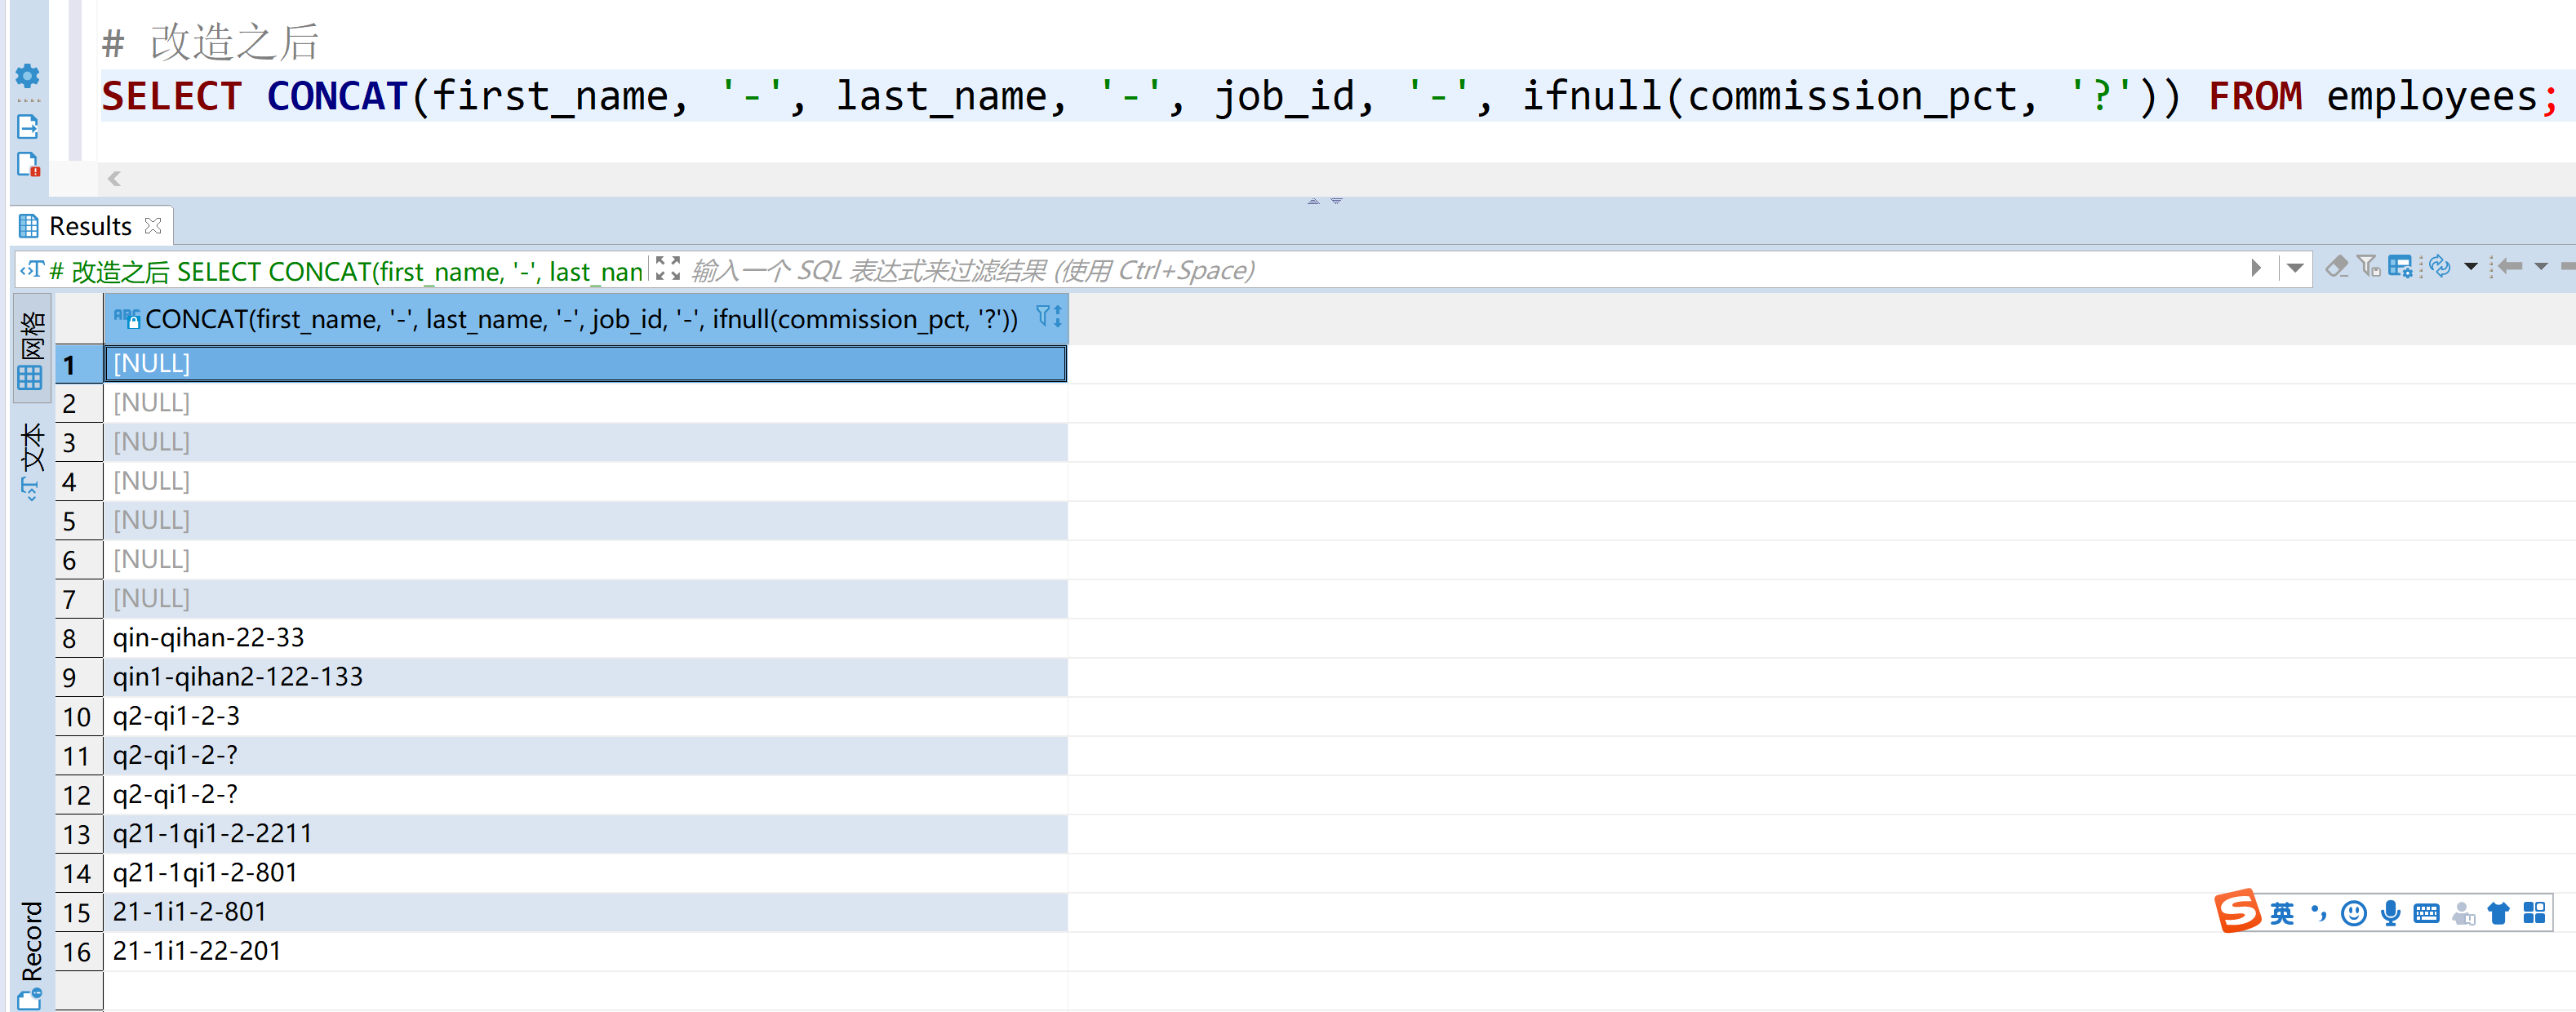 # 改造之后
SELECT CONCAT(first_name, '-', last_name, '-', job_id, '-', ifnull(commission_pct, '?')) FROM employees;
Results
# 改造之后 SELECT CONCAT(first_name, '-', last_nan
输入一个 SQL 表达式来过滤结果 (使用 Ctrl+Space)
网格
文本
Record
CONCAT(first_name, '-', last_name, '-', job_id, '-', ifnull(commission_pct, '?'))
1 [NULL]
2 [NULL]
3 [NULL]
4 [NULL]
5 [NULL]
6 [NULL]
7 [NULL]
8 qin-qihan-22-33
9 qin1-qihan2-122-133
10 q2-qi1-2-3
11 q2-qi1-2-?
12 q2-qi1-2-?
13 q21-1qi1-2-2211
14 q21-1qi1-2-801
15 21-1i1-2-801
16 21-1i1-22-201
英